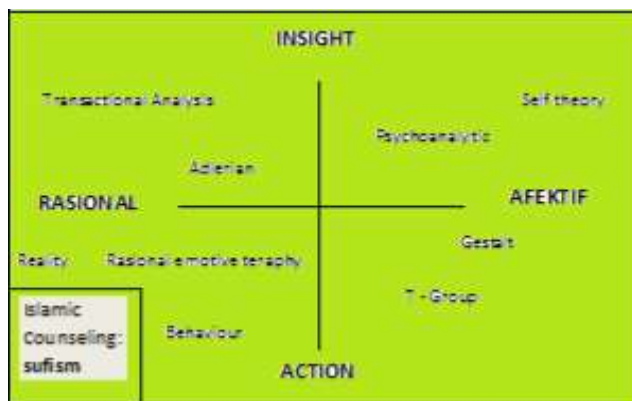 INSIGHT
Transactional Analysis
Self theory
Psychoanalytic
Adlerian
RASIONAL
AFEKTIF
Gestalt
Reality
Rasional emotive teraphy
T - Group
Islamic
Counseling:
sufism
Behaviour
ACTION